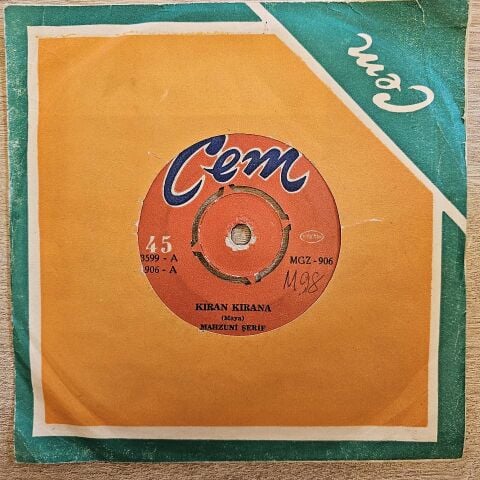 Cem
Cem
45
3599 - A
906 - A
MGZ - 906
M98
KIRAN KIRANA
(Maya)
MAHZUNİ ŞERİF